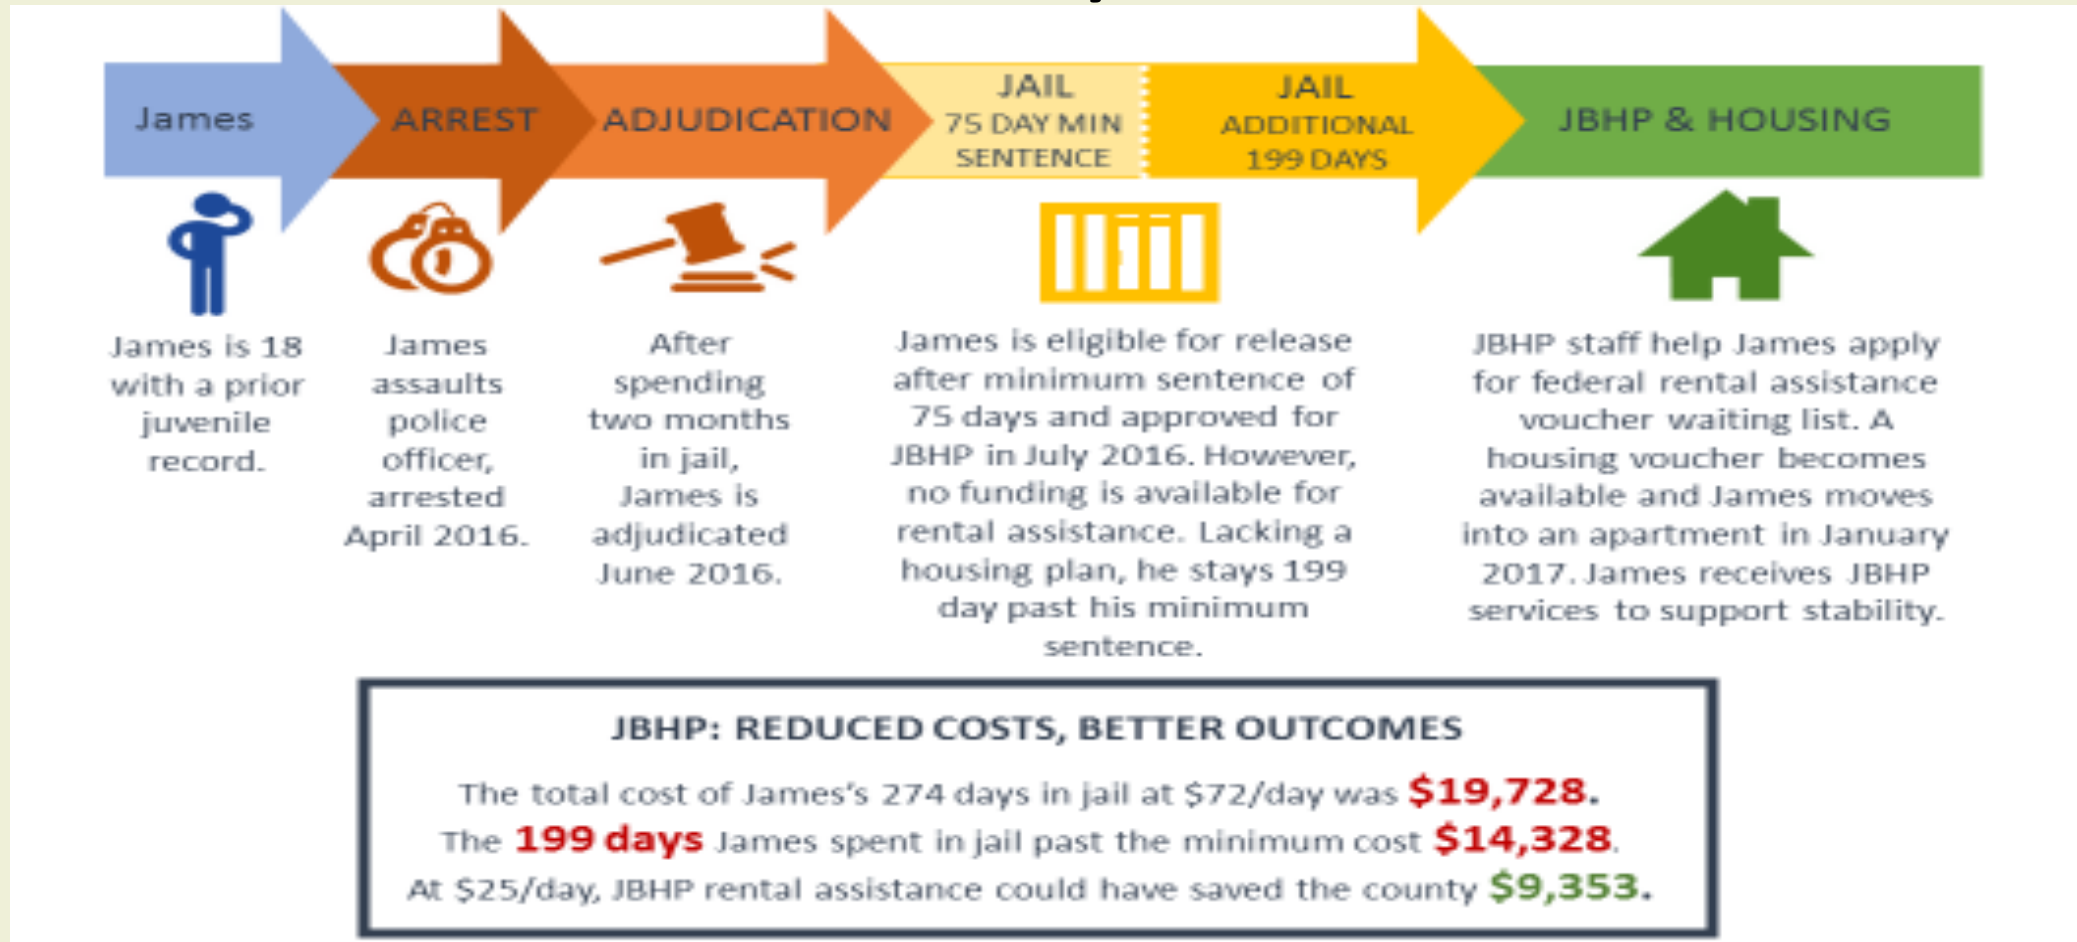 James
ARREST
ADJUDICATION
JAIL
75 DAY MIN
SENTENCE
JAIL
ADDITIONAL
199 DAYS
JBHP & HOUSING
James is 18
with a prior
juvenile
record.
James
assaults
police
officer,
arrested
April 2016.
After
spending
two months
in jail,
James is
adjudicated
June 2016.
James is eligible for release
after minimum sentence of
75 days and approved for
JBHP in July 2016. However,
no funding is available for
rental assistance. Lacking a
housing plan, he stays 199
day past his minimum
sentence.
JBHP staff help James apply
for federal rental assistance
voucher waiting list. A
housing voucher becomes
available and James moves
into an apartment in January
2017. James receives JBHP
services to support stability.
JBHP: REDUCED COSTS, BETTER OUTCOMES
The total cost of James's 274 days in jail at $72/day was $19,728.
The 199 days James spent in jail past the minimum cost $14,328.
At $25/day, JBHP rental assistance could have saved the county $9,353.